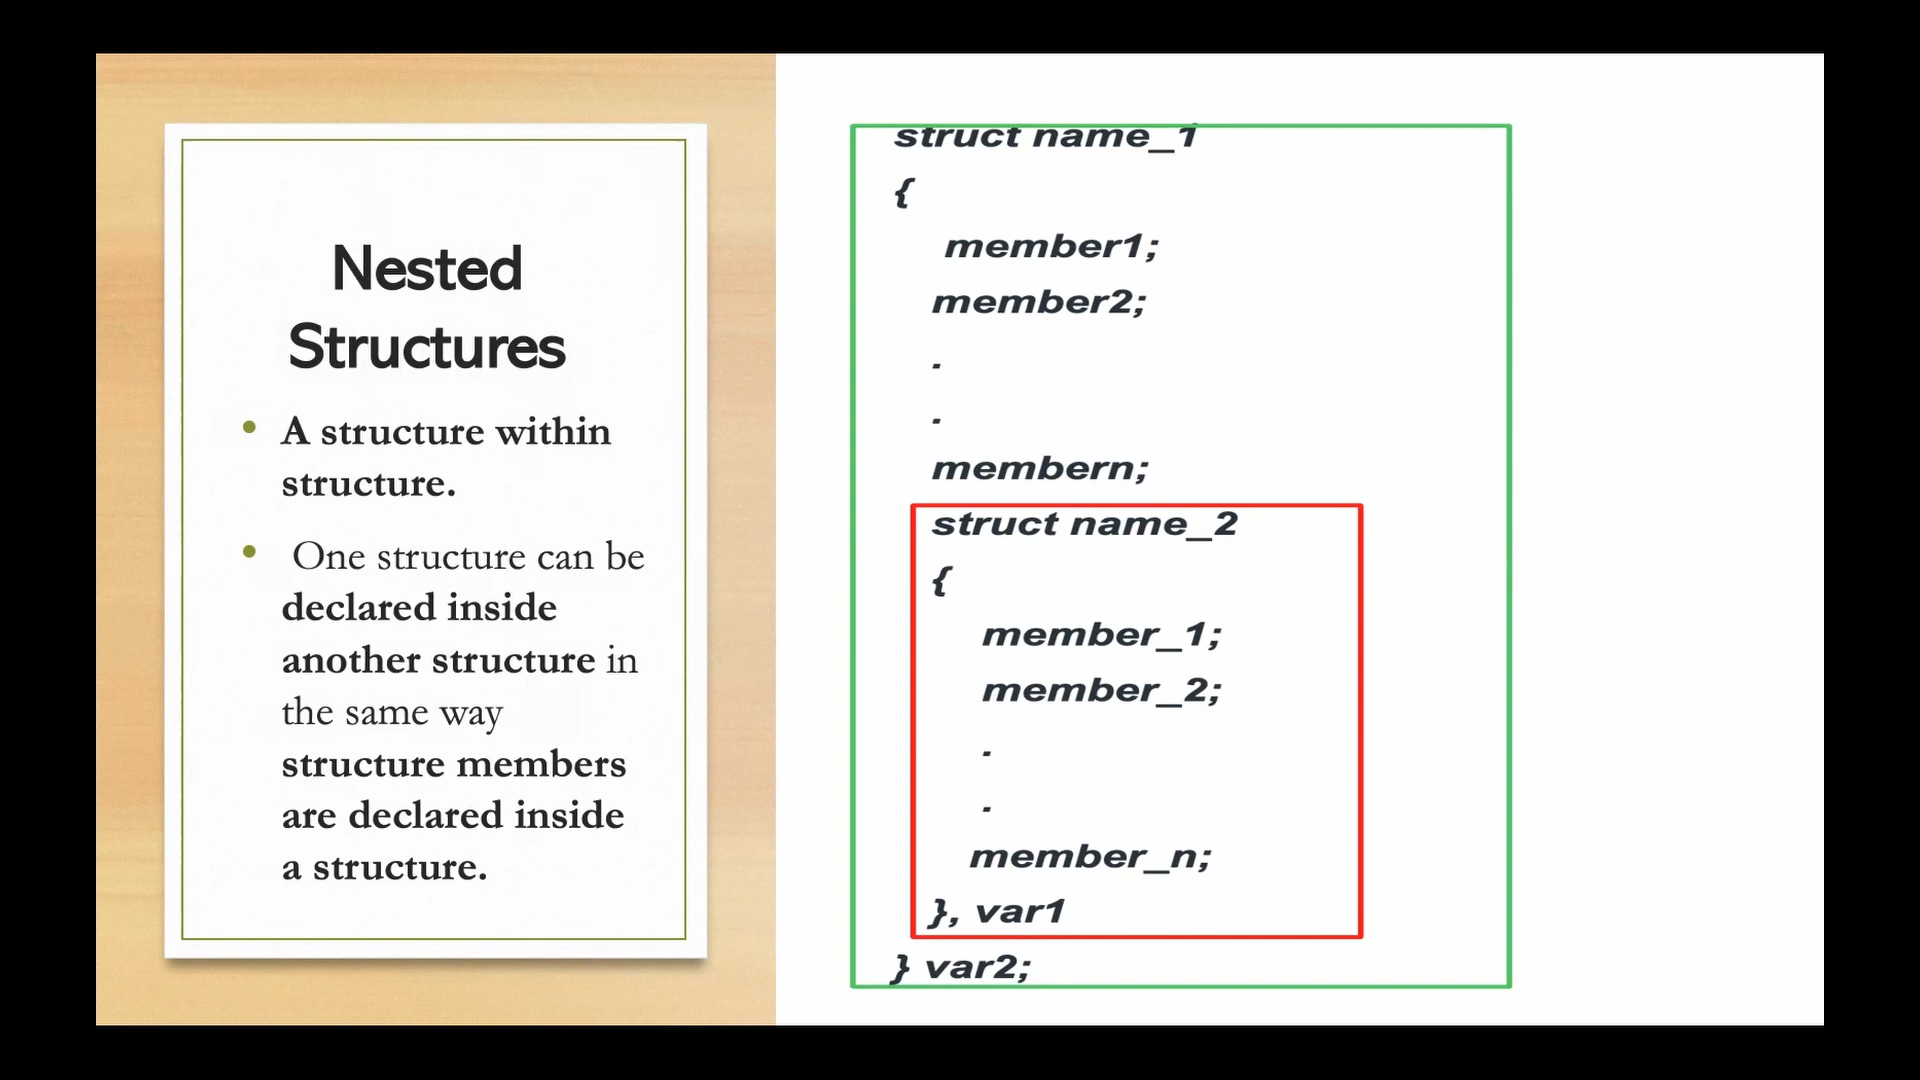 Nested
Structures
• A structure within
structure.
• One structure can be
declared inside
another structure in
the same way
structure members
are declared inside
a structure.
struct name_1
{
member1;
member2;
.
.
membern;
struct name_2
{
member_1;
member_2;
.
.
member_n;
}, var1
} var2;